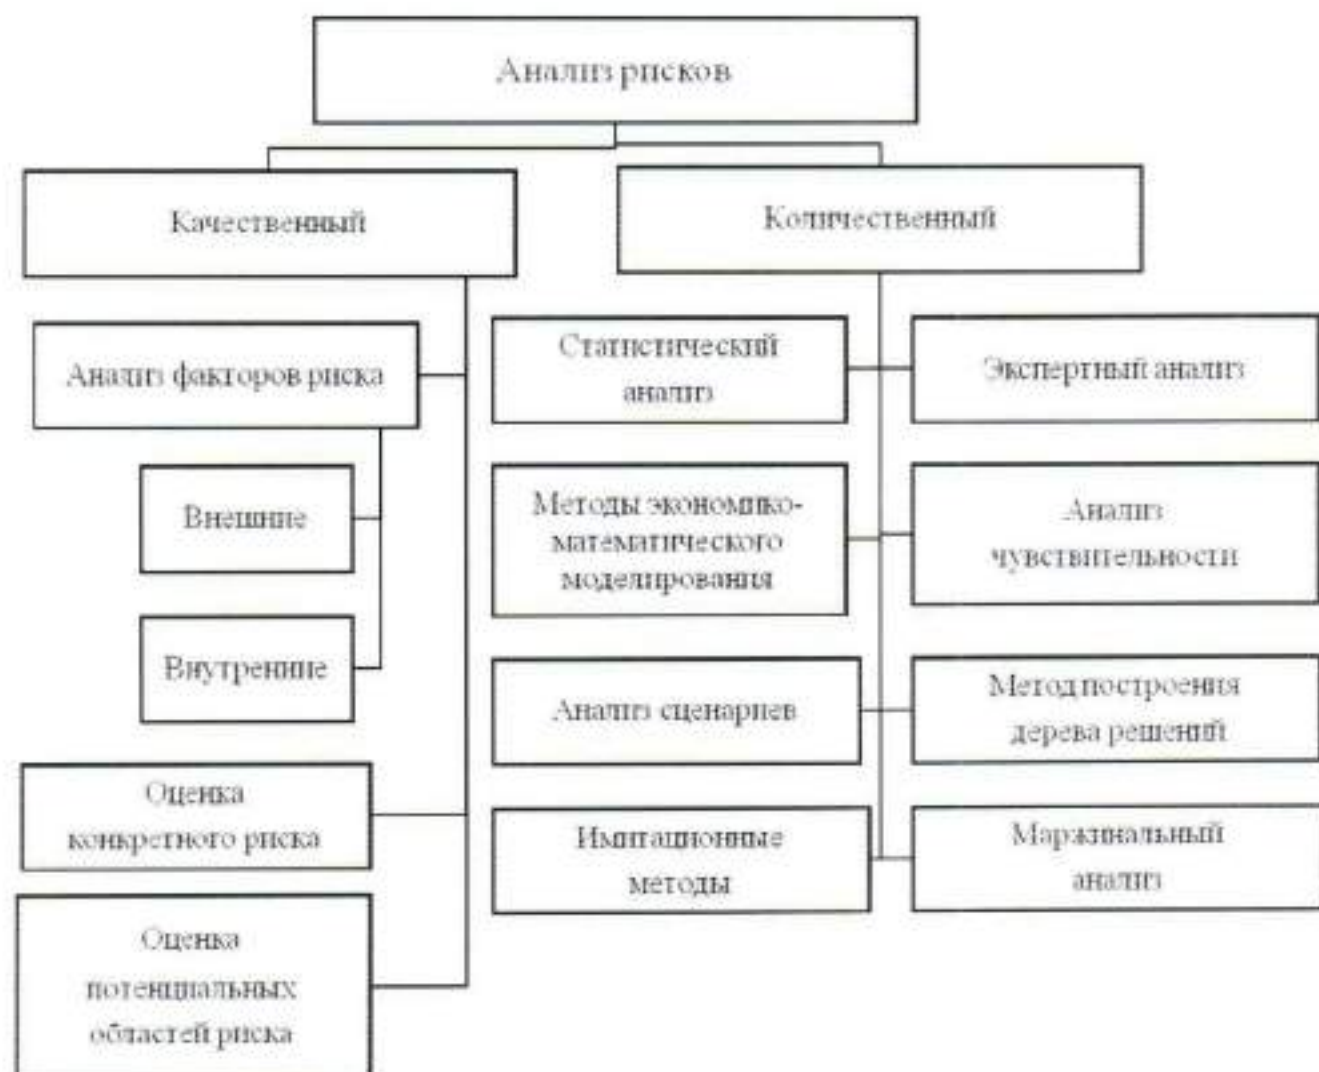 Анализ рисков
Качественный
Количественный
Анализ факторов риска
Внешние
Внутренние
Оценка
конкретного риска
Оценка
потенциальных
областей риска
Статистический
анализ
Экспертный анализ
Методы экономико-
математического
моделирования
Анализ
чувствительности
Анализ сценариев
Метод построения
дерева решений
Имитационные
методы
Маржинальный
анализ